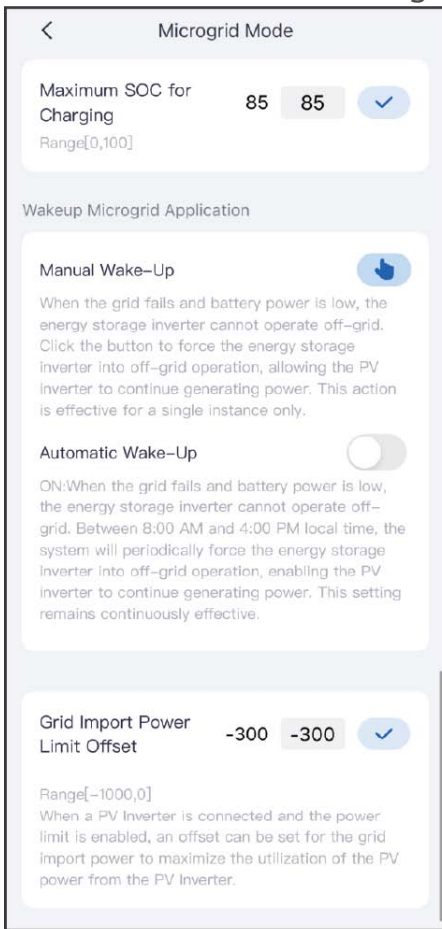 Microgrid Mode
Maximum SOC for
Charging
85
85
Range[0,100]
Wakeup Microgrid Application
Manual Wake-Up
When the grid fails and battery power is low, the
energy storage inverter cannot operate off-grid.
Click the button to force the energy storage
inverter into off-grid operation, allowing the PV
inverter to continue generating power. This action
is effective for a single instance only.
Automatic Wake-Up
ON:When the grid fails and battery power is low,
the energy storage inverter cannot operate off-
grid. Between 8:00 AM and 4:00 PM local time, the
system will periodically force the energy storage
inverter into off-grid operation, enabling the PV
inverter to continue generating power. This setting
remains continuously effective.
Grid Import Power
Limit Offset
-300
-300
Range[-1000,0]
When a PV Inverter is connected and the power
limit is enabled, an offset can be set for the grid
import power to maximize the utilization of the PV
power from the PV Inverter.